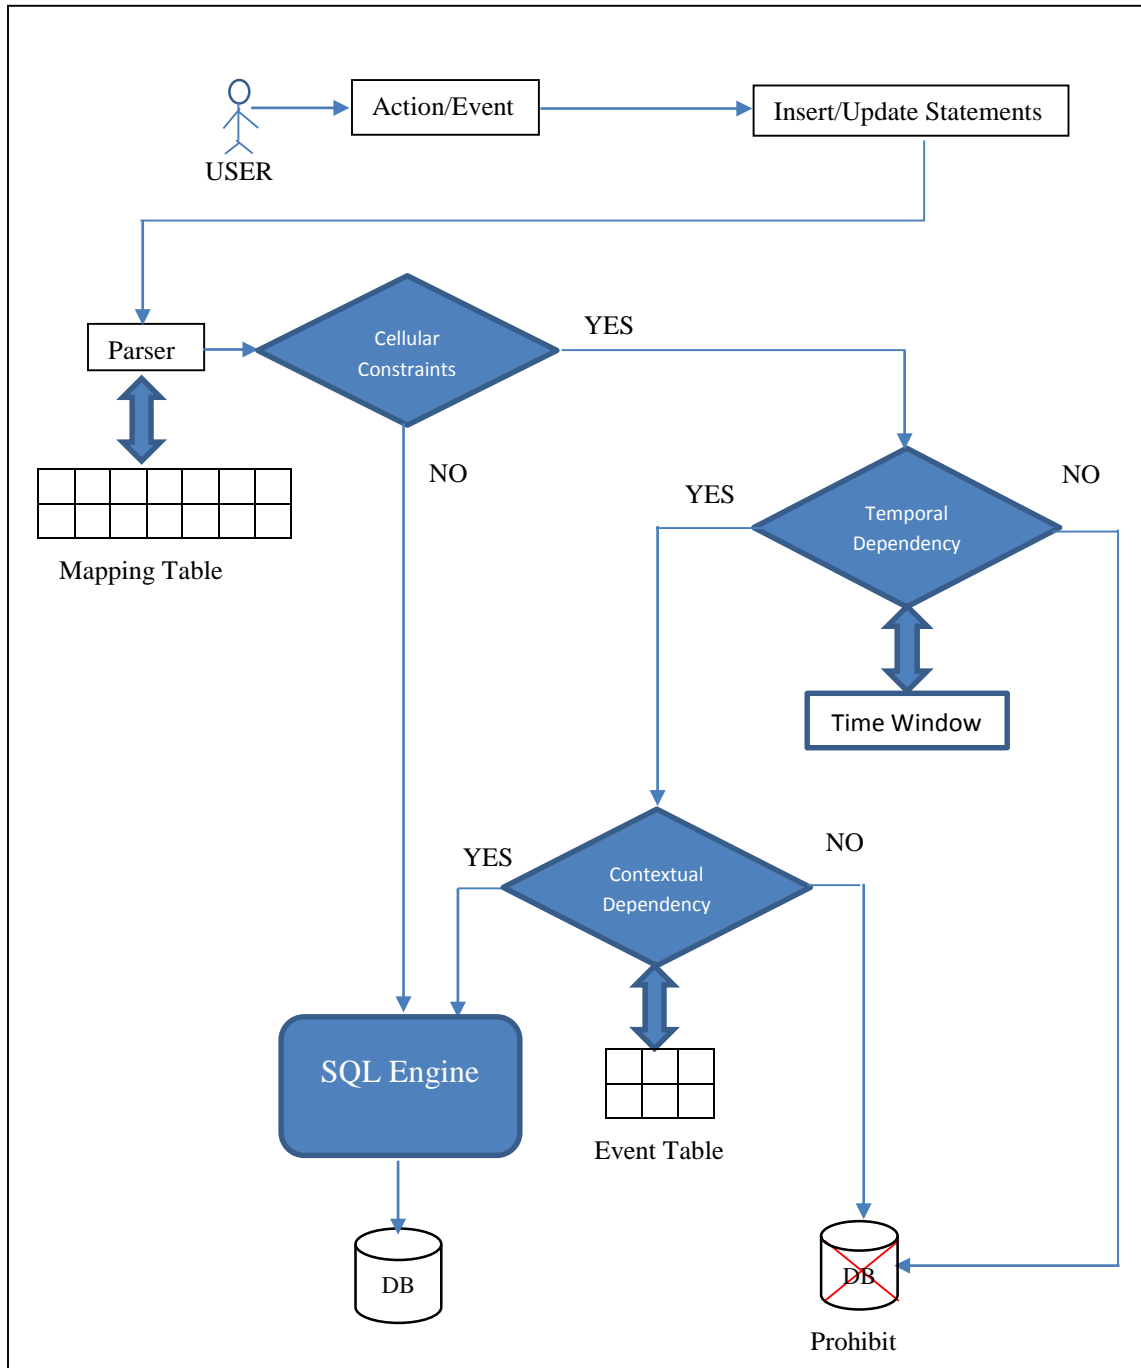 Action/Event
Insert/Update Statements
USER
Cellular
Constraints
YES
Parser
NO
YES
NO
Temporal
Dependency
Mapping Table
Time Window
YES
NO
Contextual
Dependency
SQL Engine
Event Table
DB
DB
Prohibit